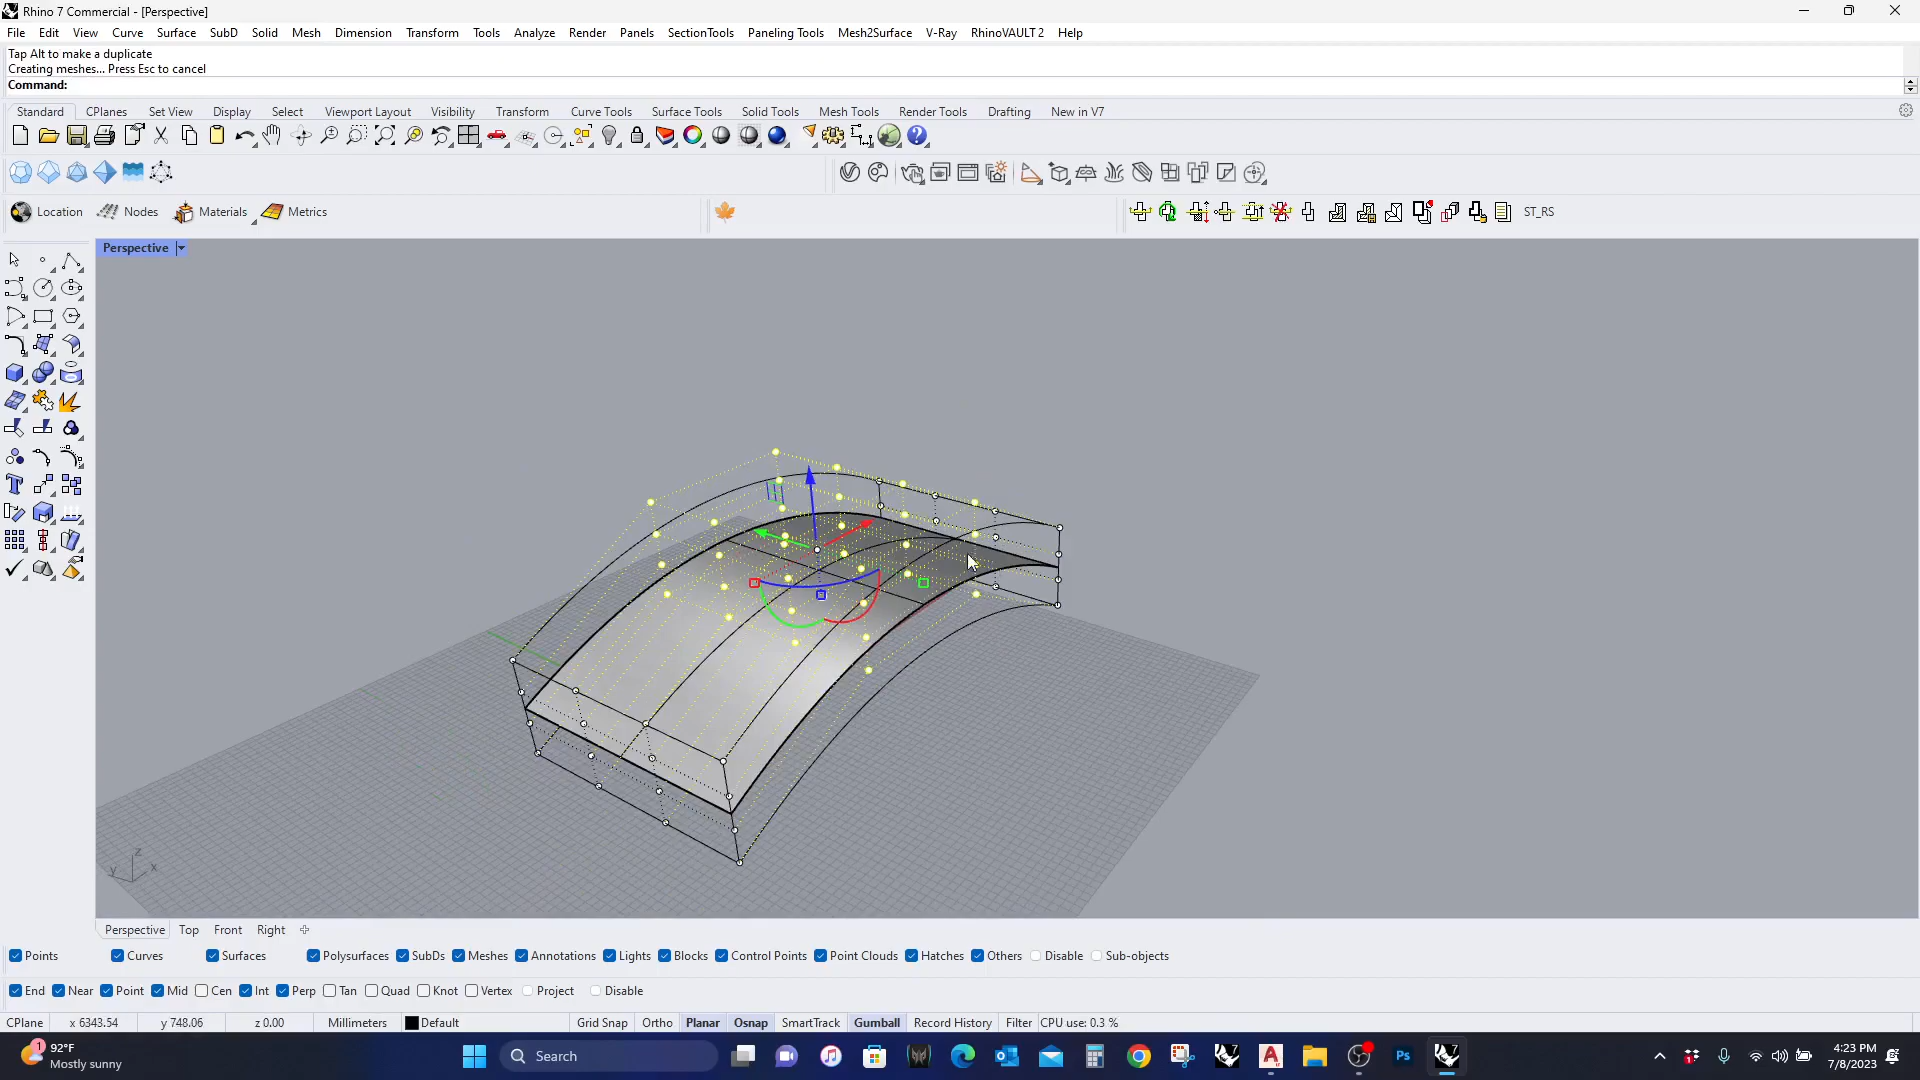 Rhino 7 Commercial - [Perspective]
File Edit View Curve Surface SubD Solid Mesh Dimension Transform Tools Analyze Render Panels SectionTools Paneling Tools Mesh2Surface V-Ray RhinoVAULT 2 Help
Tap Alt to make a duplicate
Creating meshes... Press Esc to cancel
Command:
Standard CPlanes Set View Display Select Viewport Layout Visibility Transform Curve Tools Surface Tools Solid Tools Mesh Tools Render Tools Drafting New in V7
Location Nodes Materials Metrics ST_RS
Perspective
z
y x
Perspective Top Front Right
Points Curves Surfaces Polysurfaces SubDs Meshes Annotations Lights Blocks Control Points Point Clouds Hatches Others Disable Sub-objects
End Near Point Mid Cen Int Perp Tan Quad Knot Vertex Project Disable
CPlane x 6343.54 y 748.06 z 0.00 Millimeters Default Grid Snap Ortho Planar Osnap SmartTrack Gumball Record History Filter CPU use: 0.3 %
1 92°F
Mostly sunny
Search
Ps
4:23 PM
7/8/2023